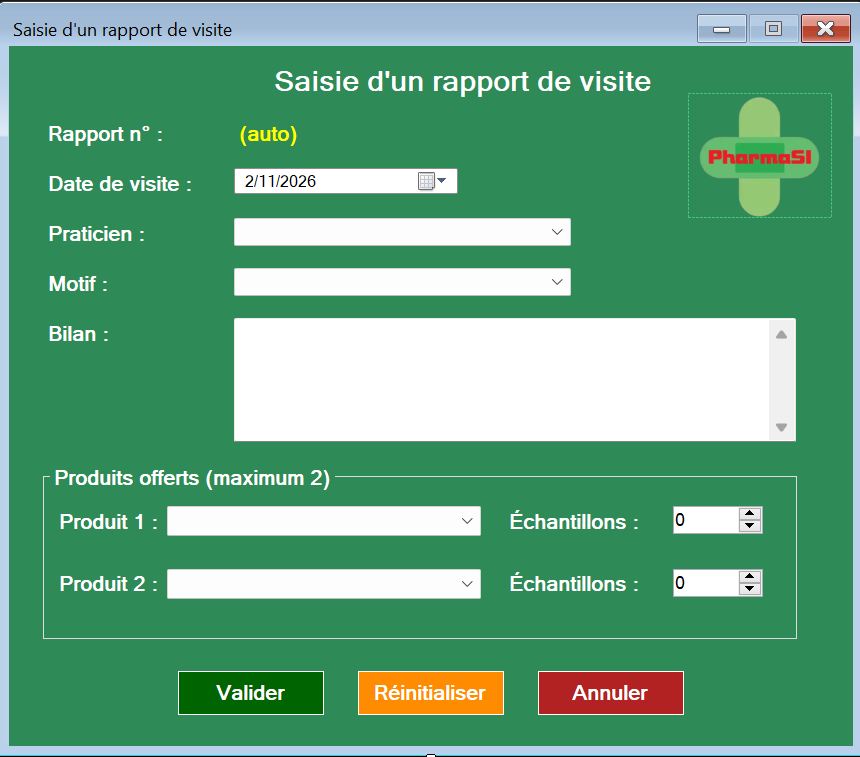 Saisie d'un rapport de visite
Saisie d'un rapport de visite
PharmaSI
Rapport n° : (auto)
Date de visite : 2/11/2026
Praticien :
Motif :
Bilan :
Produits offerts (maximum 2)
Produit 1 : Échantillons : 0
Produit 2 : Échantillons : 0
Valider Réinitialiser Annuler